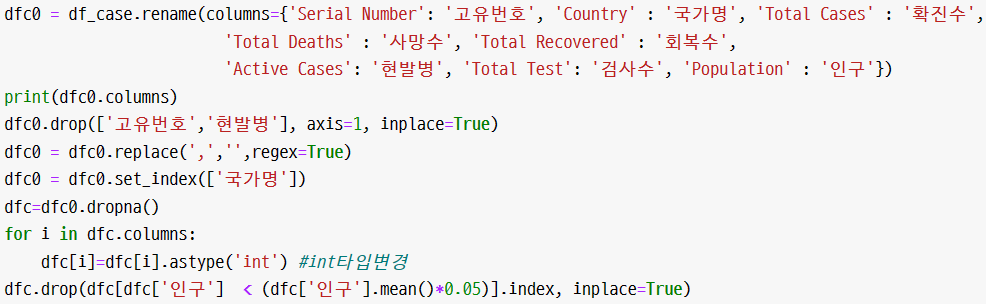 dfc0 = df_case.rename(columns={'Serial Number': '고유번호', 'Country' : '국가명', 'Total Cases' : '확진수',
                      'Total Deaths' : '사망수', 'Total Recovered' : '회복수',
                      'Active Cases': '현발병', 'Total Test': '검사수', 'Population' : '인구'})
print(dfc0.columns)
dfc0.drop(['고유번호','현발병'], axis=1, inplace=True)
dfc0 = dfc0.replace(',','',regex=True)
dfc0 = dfc0.set_index(['국가명'])
dfc=dfc0.dropna()
for i in dfc.columns:
    dfc[i]=dfc[i].astype('int') #int타입변경
dfc.drop(dfc[dfc['인구']  < (dfc['인구'].mean()*0.05)].index, inplace=True)